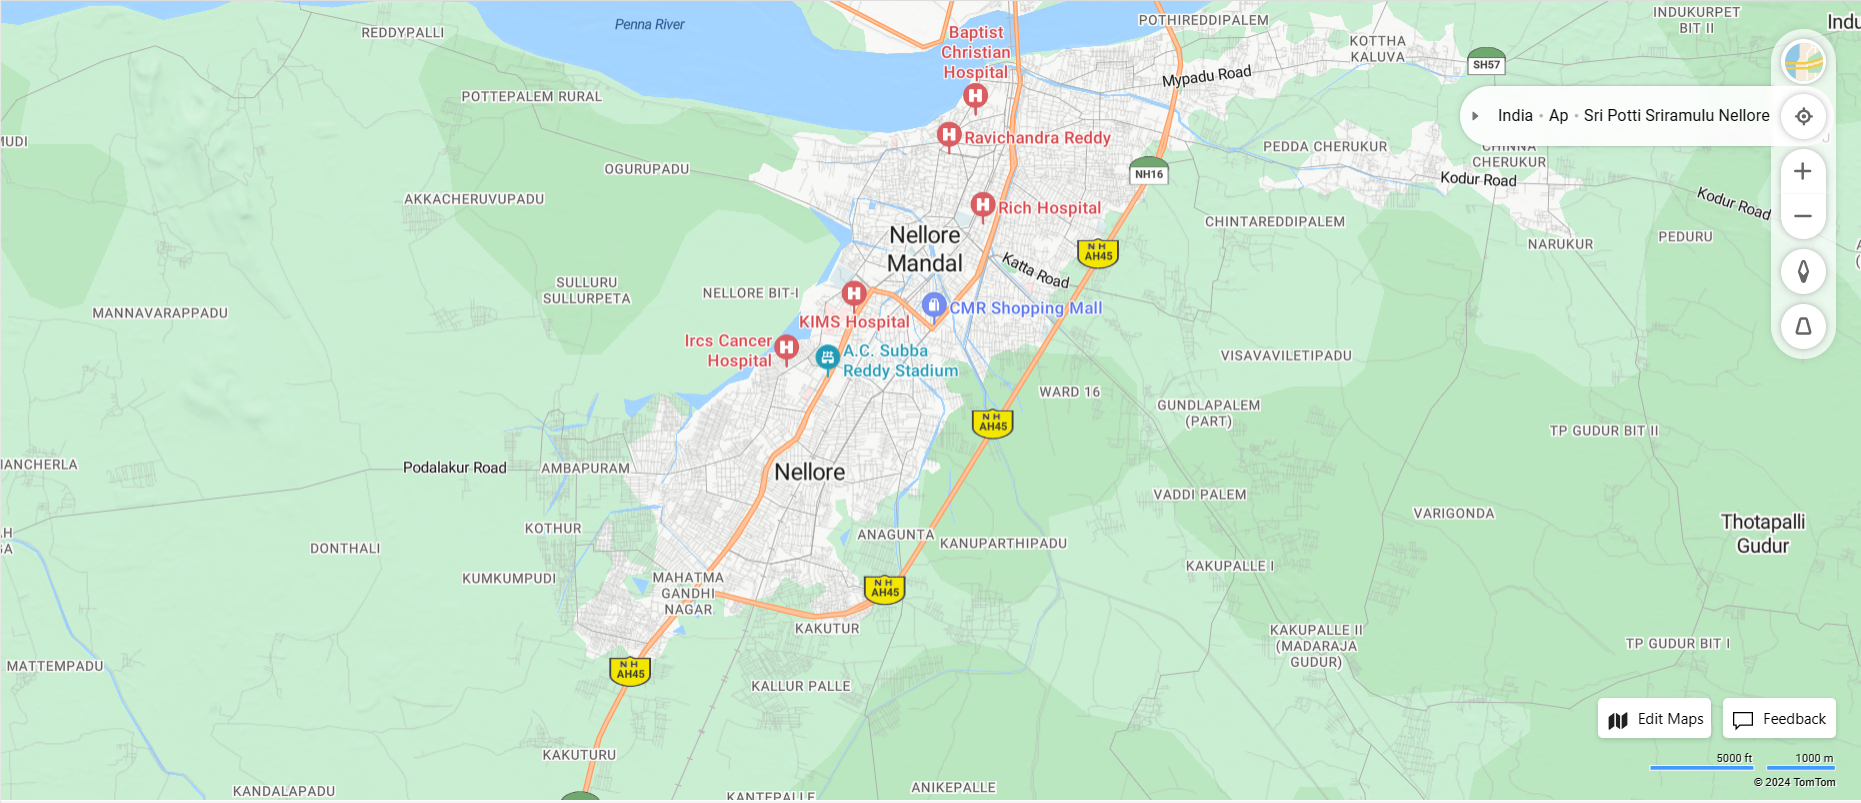 Penna River
REDDYPALLI
POTHIREDDIPALEM
INDUKURPET
BIT II
Baptist
Christian
Hospital
KOTTHA
KALUVA
SH57
Mypadu Road
POTTEPALEM RURAL
India • Ap • Sri Potti Sriramulu Nellore
Ravichandra Reddy
PEDDA CHERUKUR
CHINNA
CHERUKUR
OGURUPADU
NH16
Kodur Road
Kodur Road
AKKACHERUVUPADU
Rich Hospital
CHINTAREDDIPALEM
Nellore
Mandal
NARUKUR
PEDURU
N H
AH45
Katta Road
SULLURU
SULLURPETA
NELLORE BIT-I
MANNAVARAPPADU
CMR Shopping Mall
KIMS Hospital
Ircs Cancer
Hospital
A.C. Subba
Reddy Stadium
VISAVAVILETIPADU
WARD 16
GUNDLAPALEM
(PART)
N H
AH45
TP GUDUR BIT II
IANCHERLA
Podalakur Road
AMBAPURAM
Nellore
VADDI PALEM
VARIGONDA
Thotapalli
Gudur
KOTHUR
ANAGUNTA
KANUPARTHIPADU
DONTHALI
KAKUPALLE I
KUMKUMPUDI
MAHATMA
GANDHI
NAGAR
N H
AH45
KAKUTUR
KAKUPALLE II
(MADARAJA
GUDUR)
TP GUDUR BIT I
MATTEMPADU
N H
AH45
KALLUR PALLE
Edit Maps
Feedback
KAKUTURU
5000 ft
1000 m
© 2024 TomTom
KANDALAPADU
KANTEPALLE
ANIKEPALLE